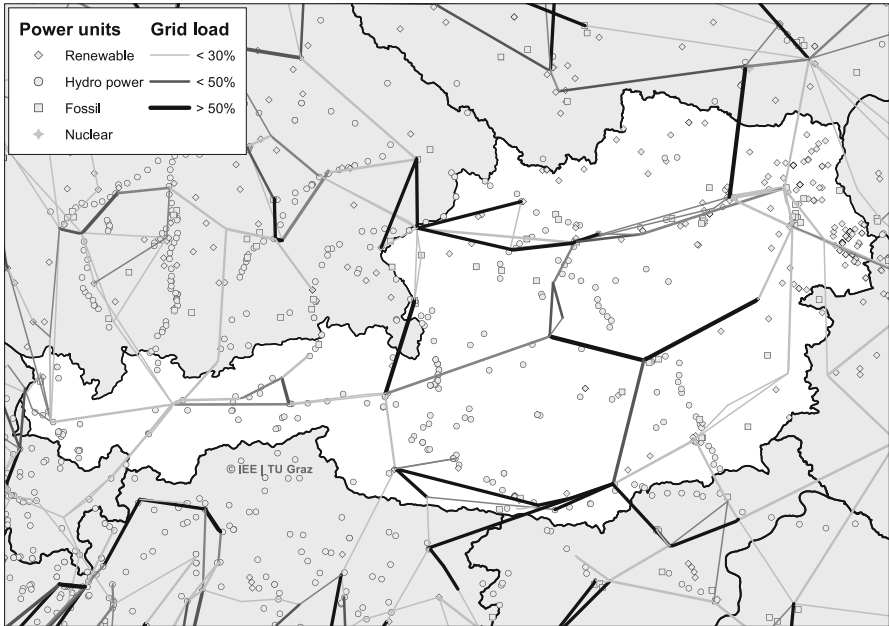 Power units Grid load
Renewable < 30%
Hydro power < 50%
Fossil > 50%
Nuclear
© IEE | TU Graz